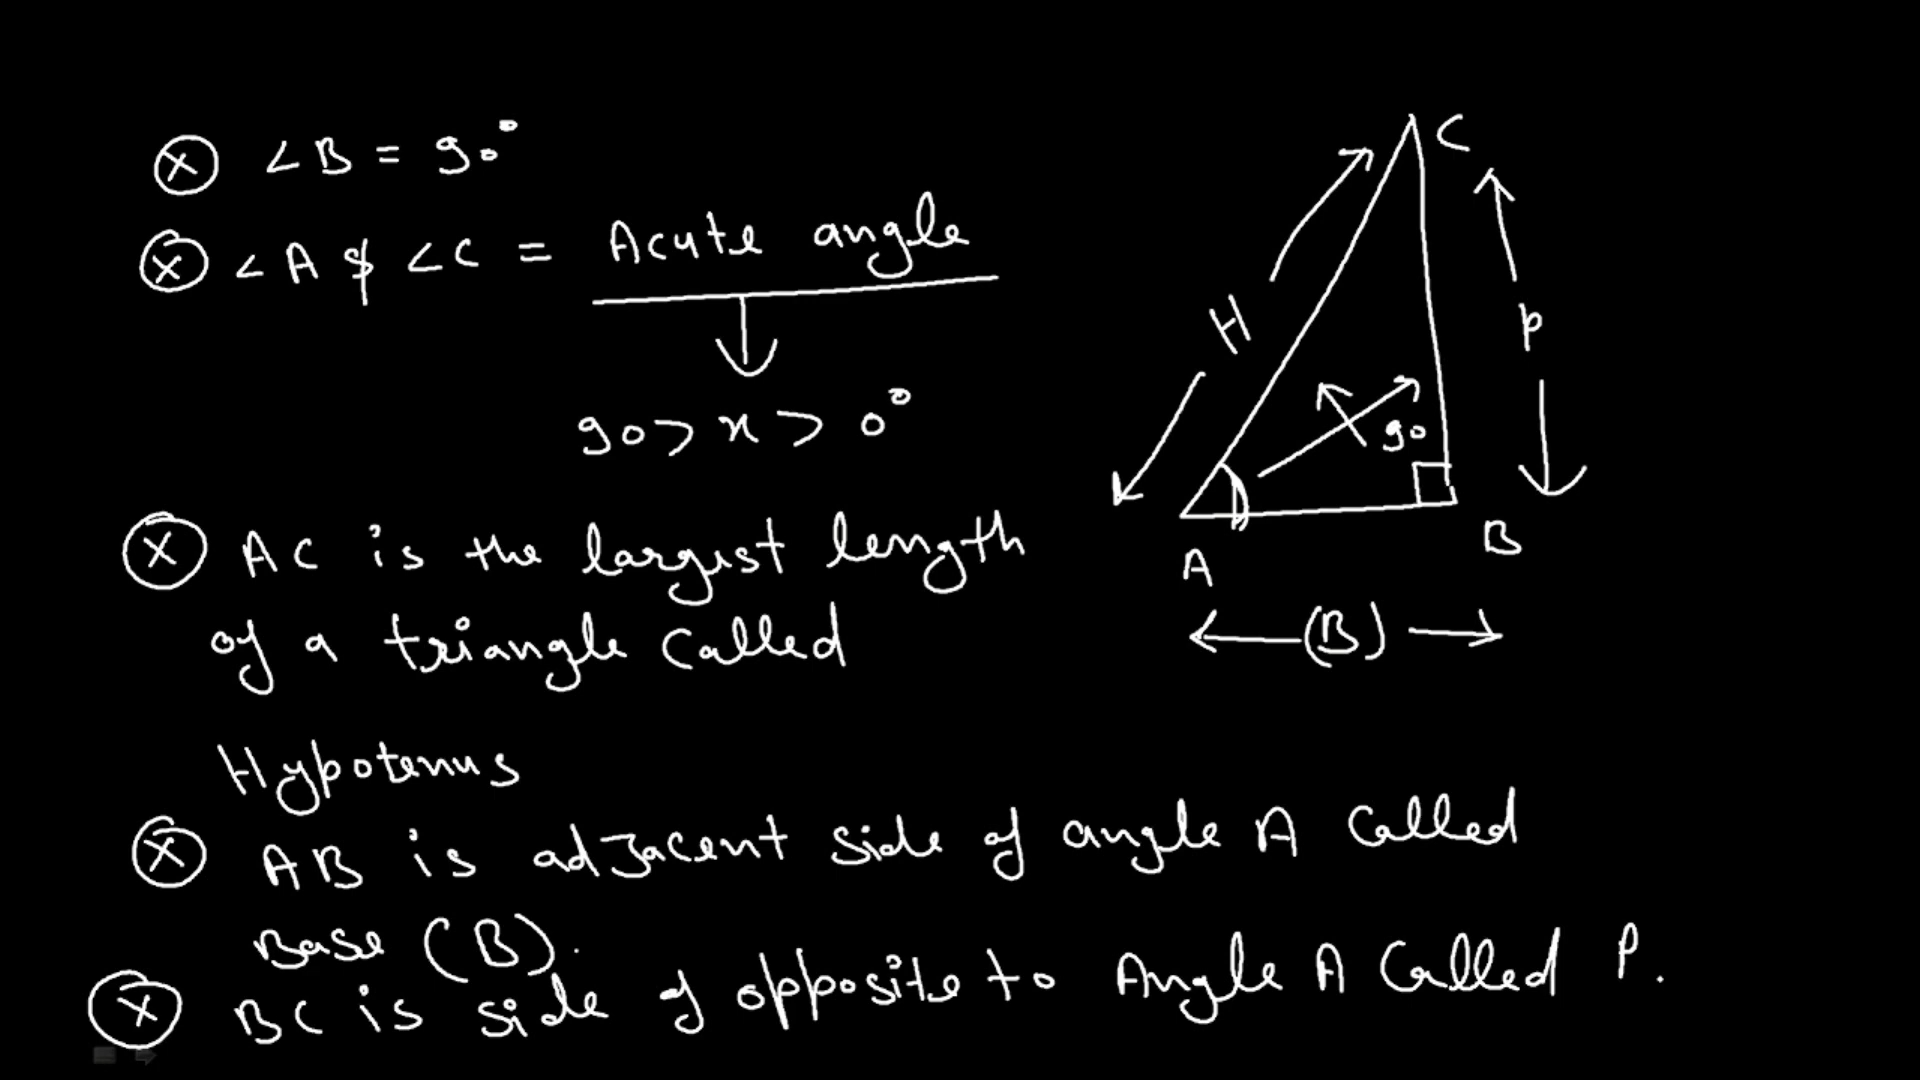 ∠B = 90°
∠A & ∠C = Acute angle
90 > x > 0°
AC is the largest length
of a triangle called
Hypotenus
AB is adjacent side of angle A called
Base (B).
BC is side of opposite to Angle A called P.
C
H
P
90
A
B
(B)